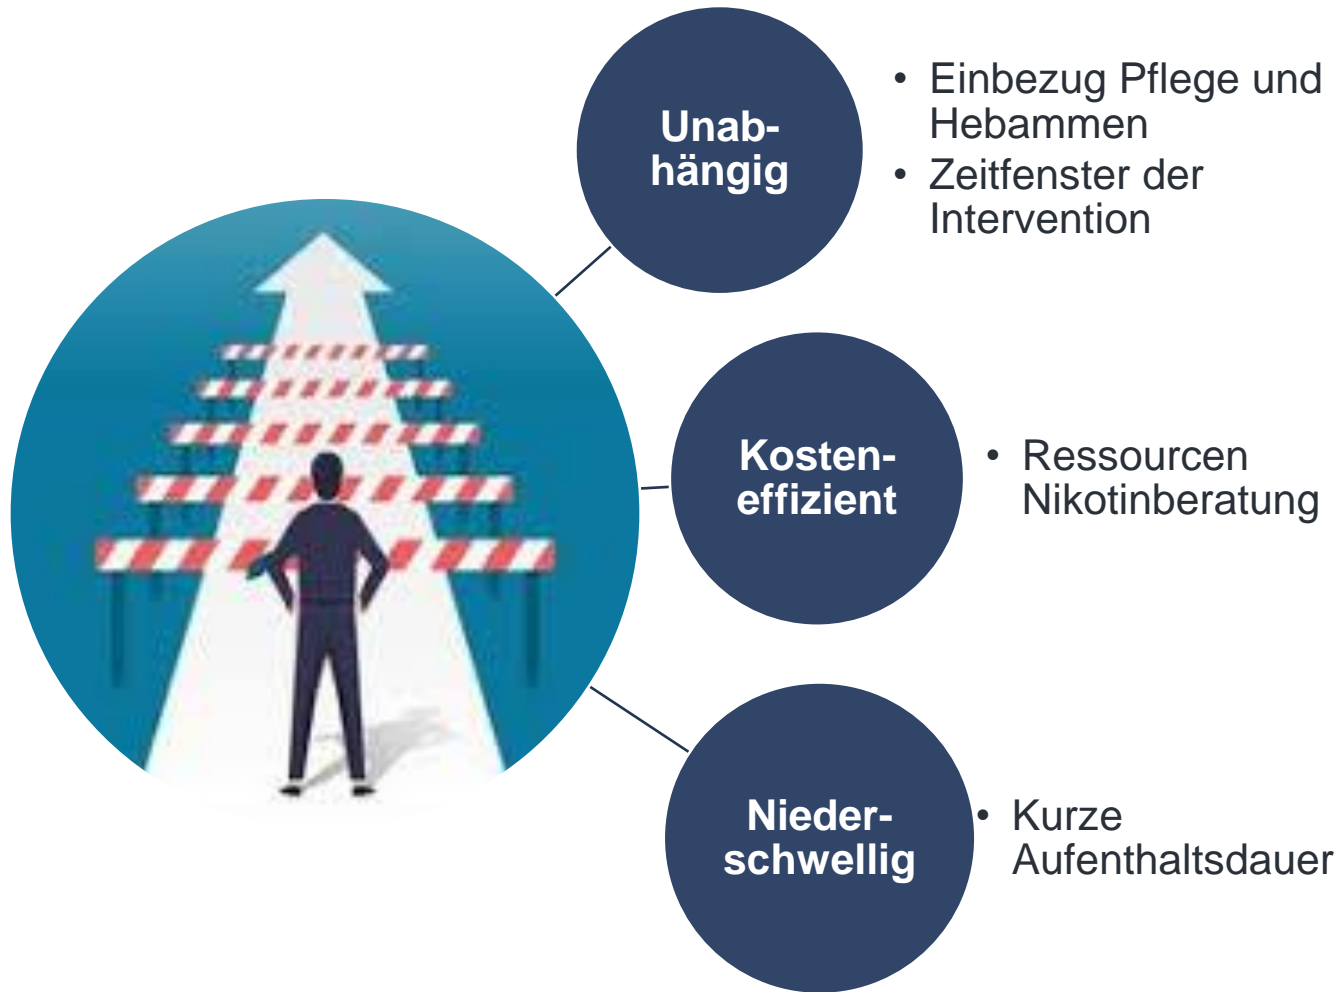 Unab-
hängig
• Einbezug Pflege und
Hebammen
• Zeitfenster der
Intervention
Kosten-
effizient
• Ressourcen
Nikotinberatung
Nieder-
schwellig
• Kurze
Aufenthaltsdauer